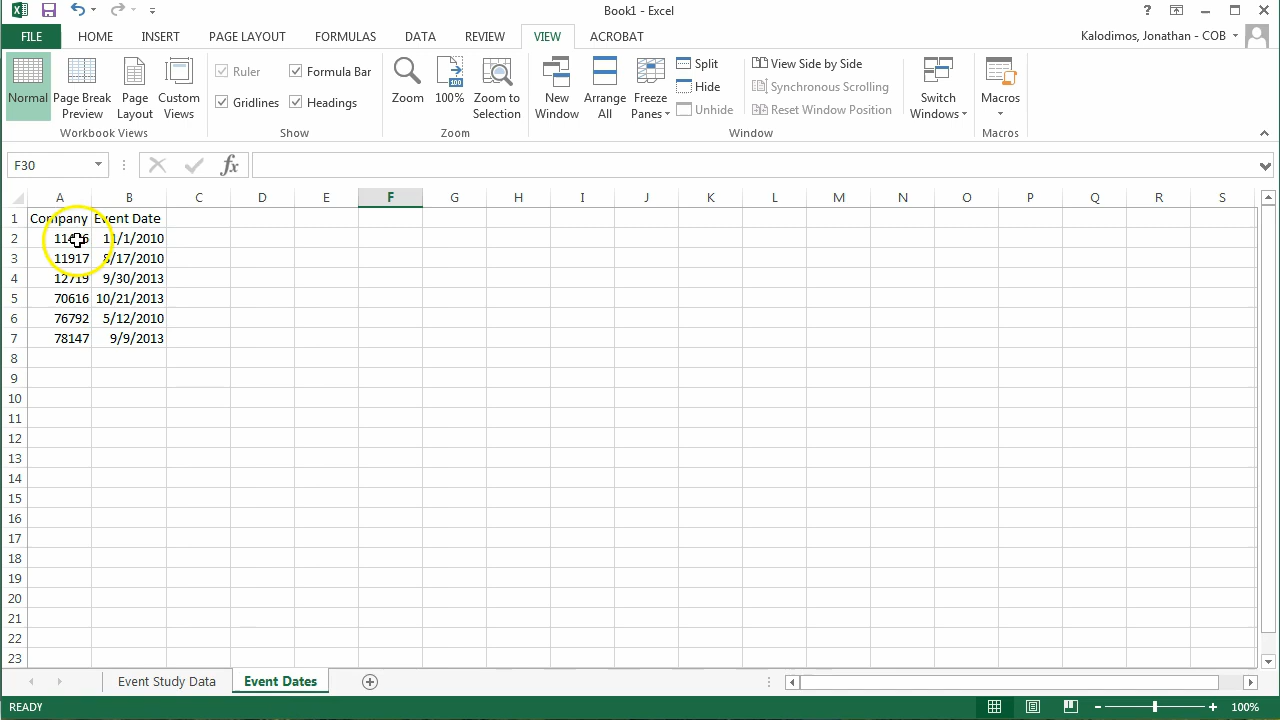 Book1 - Excel
FILE HOME INSERT PAGE LAYOUT FORMULAS DATA REVIEW VIEW ACROBAT Kalodimos, Jonathan - COB
Normal Page Break Preview Page Layout Custom Views
Workbook Views
Ruler Formula Bar
Gridlines Headings
Show
Zoom 100% Zoom to Selection
Zoom
New Window Arrange All Freeze Panes
Split
Hide
Unhide
View Side by Side
Synchronous Scrolling
Reset Window Position
Switch Windows
Window
Macros
Macros
F30 fx
A B C D E F G H I J K L M N O P Q R S
1 Company Event Date
2 11/1/2010
3 11917 8/17/2010
4 12719 9/30/2013
5 70616 10/21/2013
6 76792 5/12/2010
7 78147 9/9/2013
8
9
10
11
12
13
14
15
16
17
18
19
20
21
22
23
Event Study Data Event Dates
READY 100%